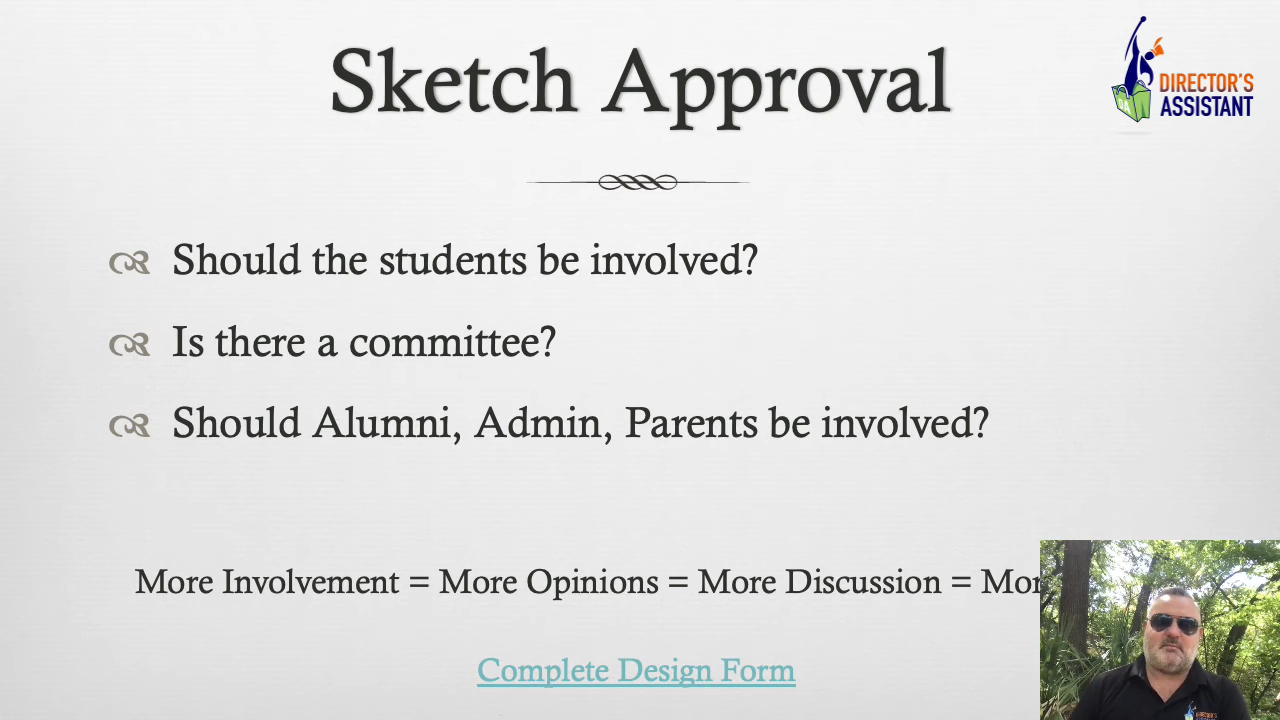 Sketch Approval
DIRECTOR'S
ASSISTANT
Should the students be involved?
Is there a committee?
Should Alumni, Admin, Parents be involved?
More Involvement = More Opinions = More Discussion =
Complete Design Form
DIRECTOR'S